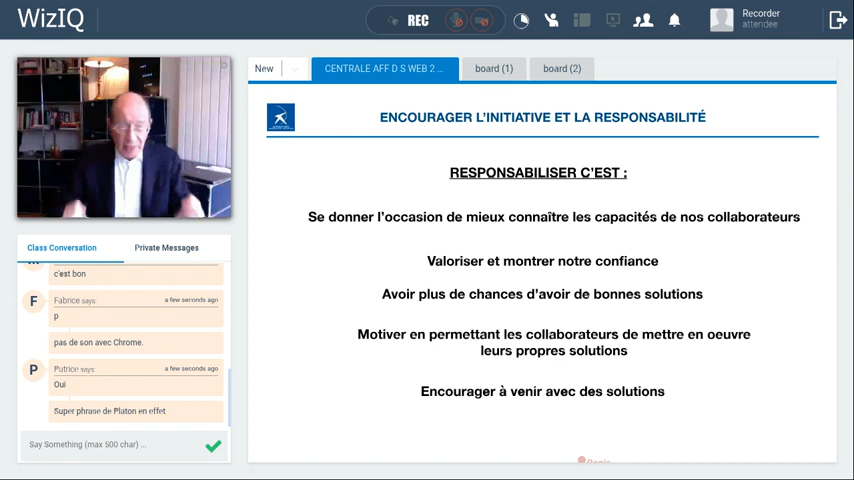 WizIQ
REC
Recorder
attendee
New
CENTRALE AFF D S WEB 2 ...
board (1)
board (2)
ENCOURAGER L'INITIATIVE ET LA RESPONSABILITÉ
RESPONSABILISER C'EST :
Se donner l'occasion de mieux connaître les capacités de nos collaborateurs
Valoriser et montrer notre confiance
Avoir plus de chances d'avoir de bonnes solutions
Motiver en permettant les collaborateurs de mettre en oeuvre
leurs propres solutions
Encourager à venir avec des solutions
Class Conversation
Private Messages
c'est bon
F
Fabrice says:
a few seconds ago
p
pas de son avec Chrome.
P
Patrice says:
a few seconds ago
Oui
Super phrase de Platon en effet
Say Something (max 500 char) ...